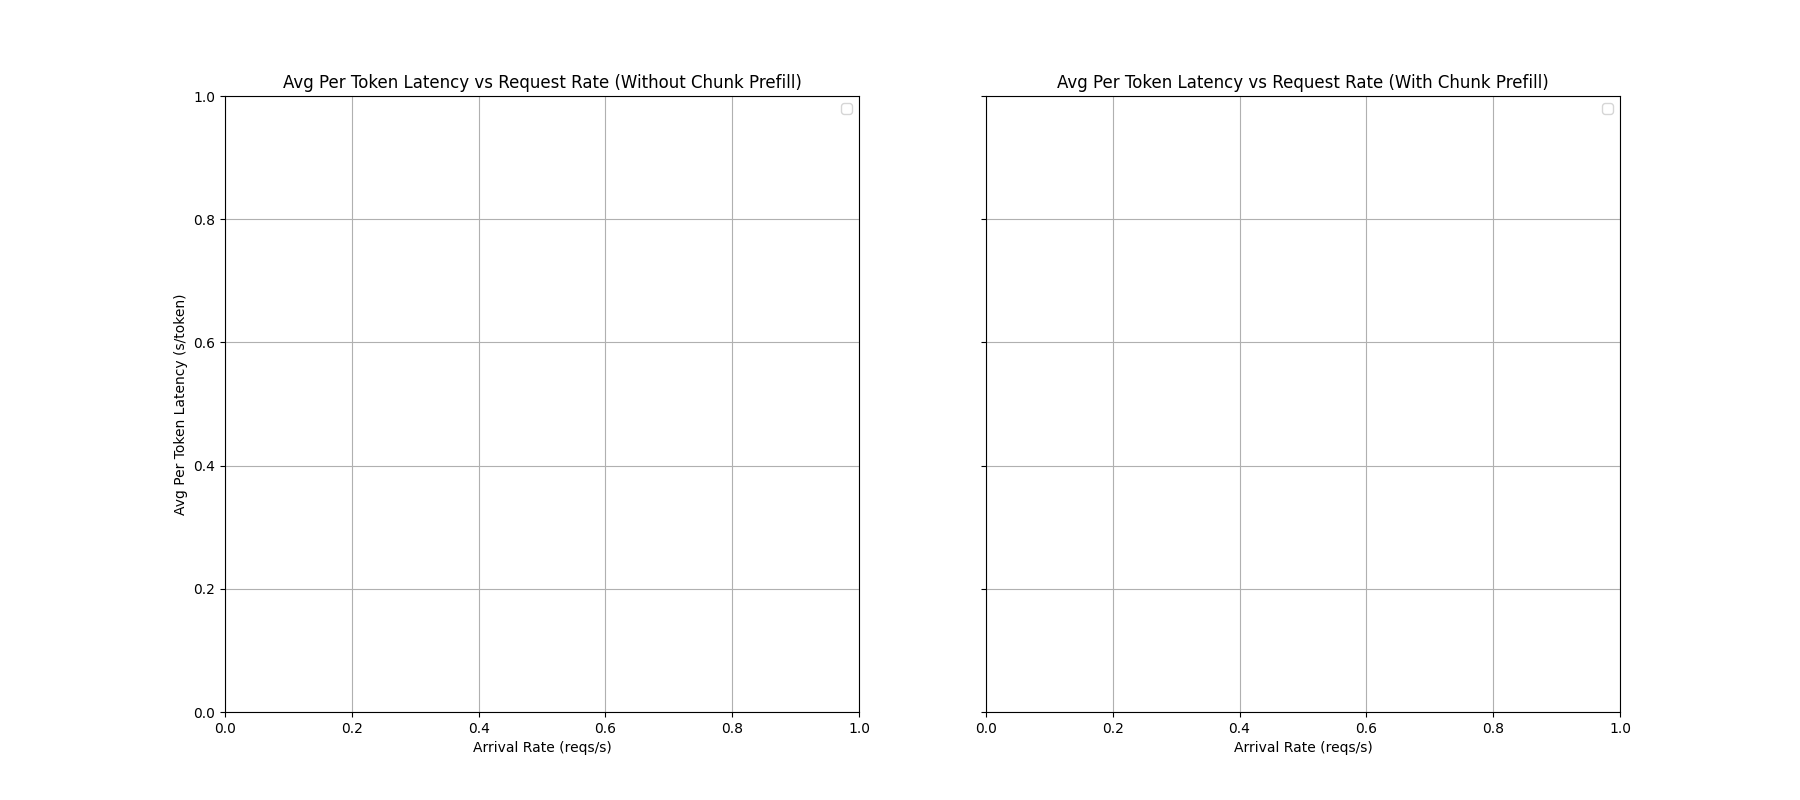 Avg Per Token Latency vs Request Rate (Without Chunk Prefill)
1.0
0.8
0.6
0.4
0.2
0.0
Avg Per Token Latency (s/token)
0.0 0.2 0.4 0.6 0.8 1.0
Arrival Rate (reqs/s)
Avg Per Token Latency vs Request Rate (With Chunk Prefill)
0.0 0.2 0.4 0.6 0.8 1.0
Arrival Rate (reqs/s)